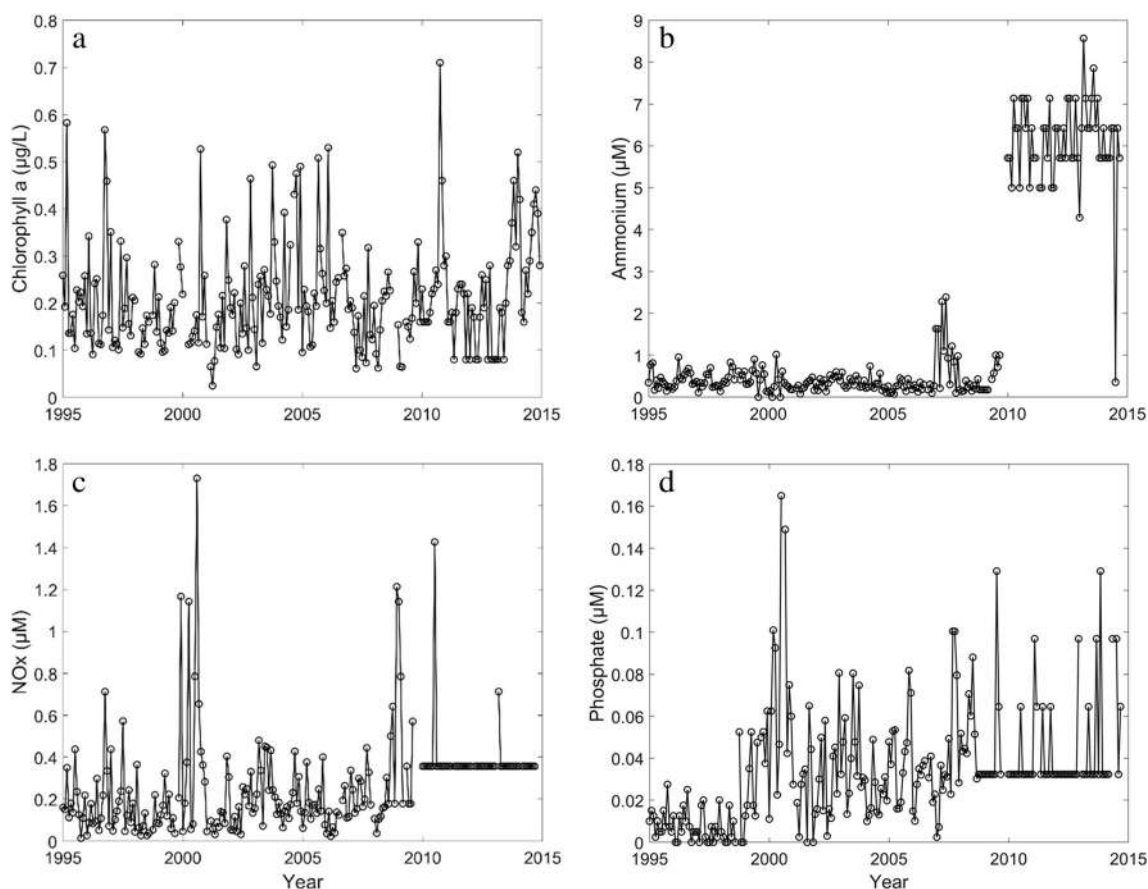 a
Chlorophyll a (µg/L)
0.8
0.7
0.6
0.5
0.4
0.3
0.2
0.1
0
1995 2000 2005 2010 2015
b
Ammonium (µM)
9
8
7
6
5
4
3
2
1
0
1995 2000 2005 2010 2015
c
NOx (µM)
1.8
1.6
1.4
1.2
1
0.8
0.6
0.4
0.2
0
1995 2000 2005 2010 2015
Year
d
Phosphate (µM)
0.18
0.16
0.14
0.12
0.1
0.08
0.06
0.04
0.02
0
1995 2000 2005 2010 2015
Year